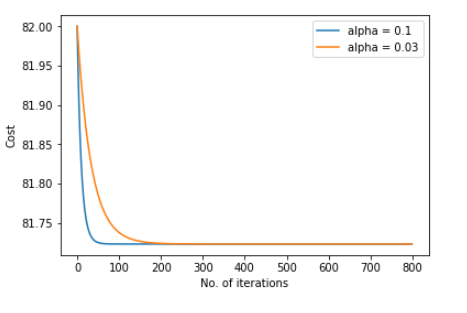 82.00
81.95
81.90
81.85
81.80
81.75
Cost
alpha = 0.1
alpha = 0.03
0 100 200 300 400 500 600 700 800
No. of iterations